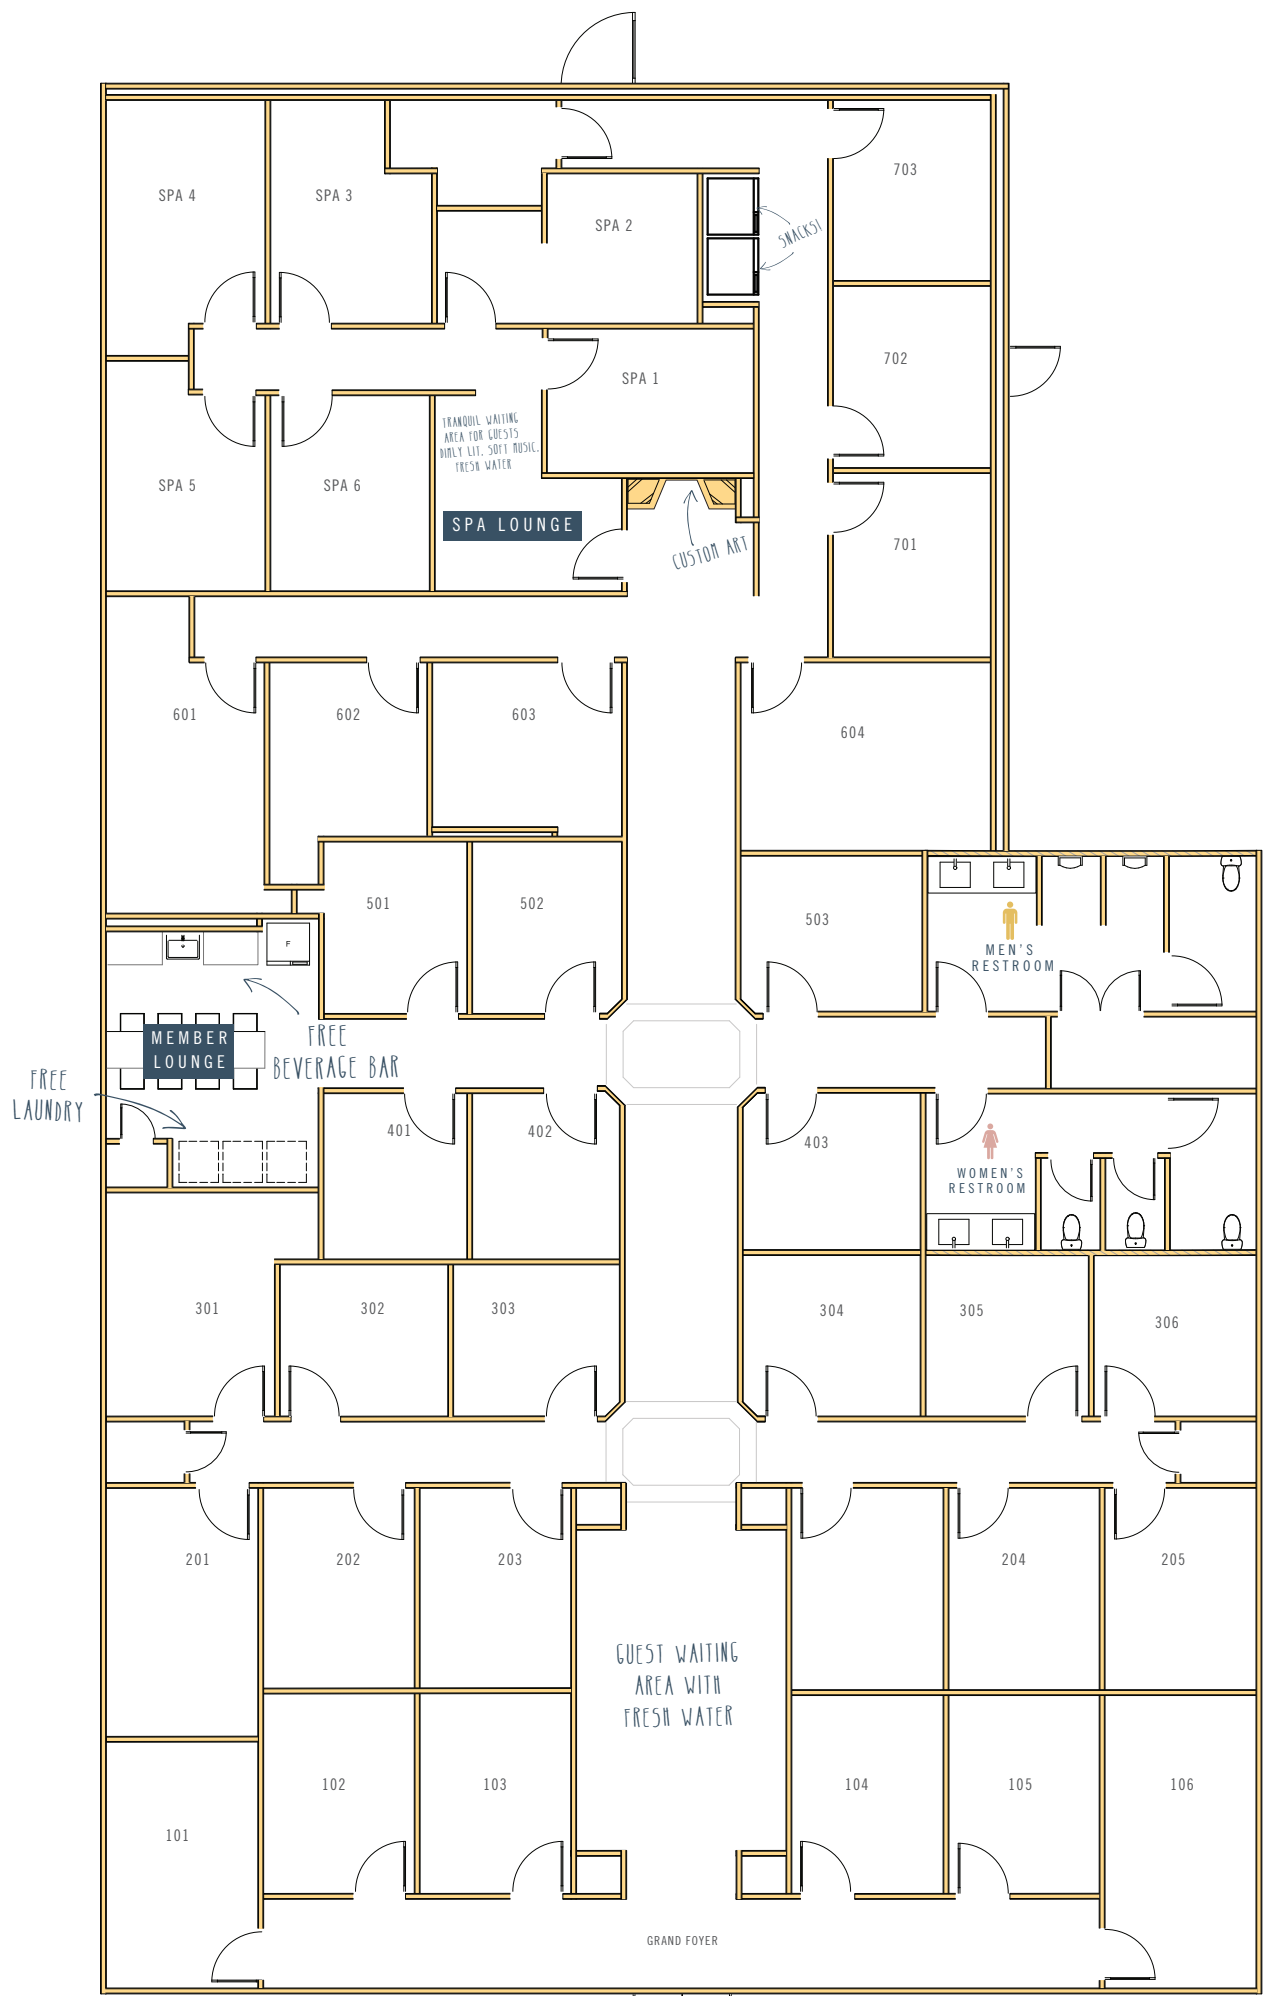 703
SPA 4
SPA 3
SPA 2
SNACKS!
702
SPA 1
TRANQUIL WAITING
AREA FOR GUESTS
DIMLY LIT, SOFT MUSIC,
FRESH WATER
SPA 5
SPA 6
SPA LOUNGE
CUSTOM ART
701
601
602
603
604
501
502
503
F
MEN'S
RESTROOM
MEMBER
LOUNGE
FREE
BEVERAGE BAR
FREE
LAUNDRY
401
402
403
WOMEN'S
RESTROOM
301
302
303
304
305
306
201
202
203
204
205
GUEST WAITING
AREA WITH
FRESH WATER
101
102
103
104
105
106
GRAND FOYER